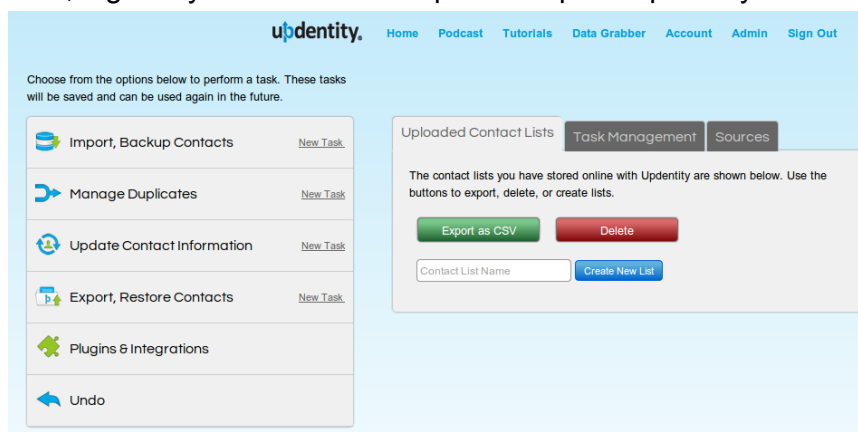 updentity.
Home Podcast Tutorials Data Grabber Account Admin Sign Out
Choose from the options below to perform a task. These tasks
will be saved and can be used again in the future.
Import, Backup Contacts New Task
Manage Duplicates New Task
Update Contact Information New Task
Export, Restore Contacts New Task
Plugins & Integrations
Undo
Uploaded Contact Lists Task Management Sources
The contact lists you have stored online with Updentity are shown below. Use the
buttons to export, delete, or create lists.
Export as CSV Delete
Contact List Name Create New List